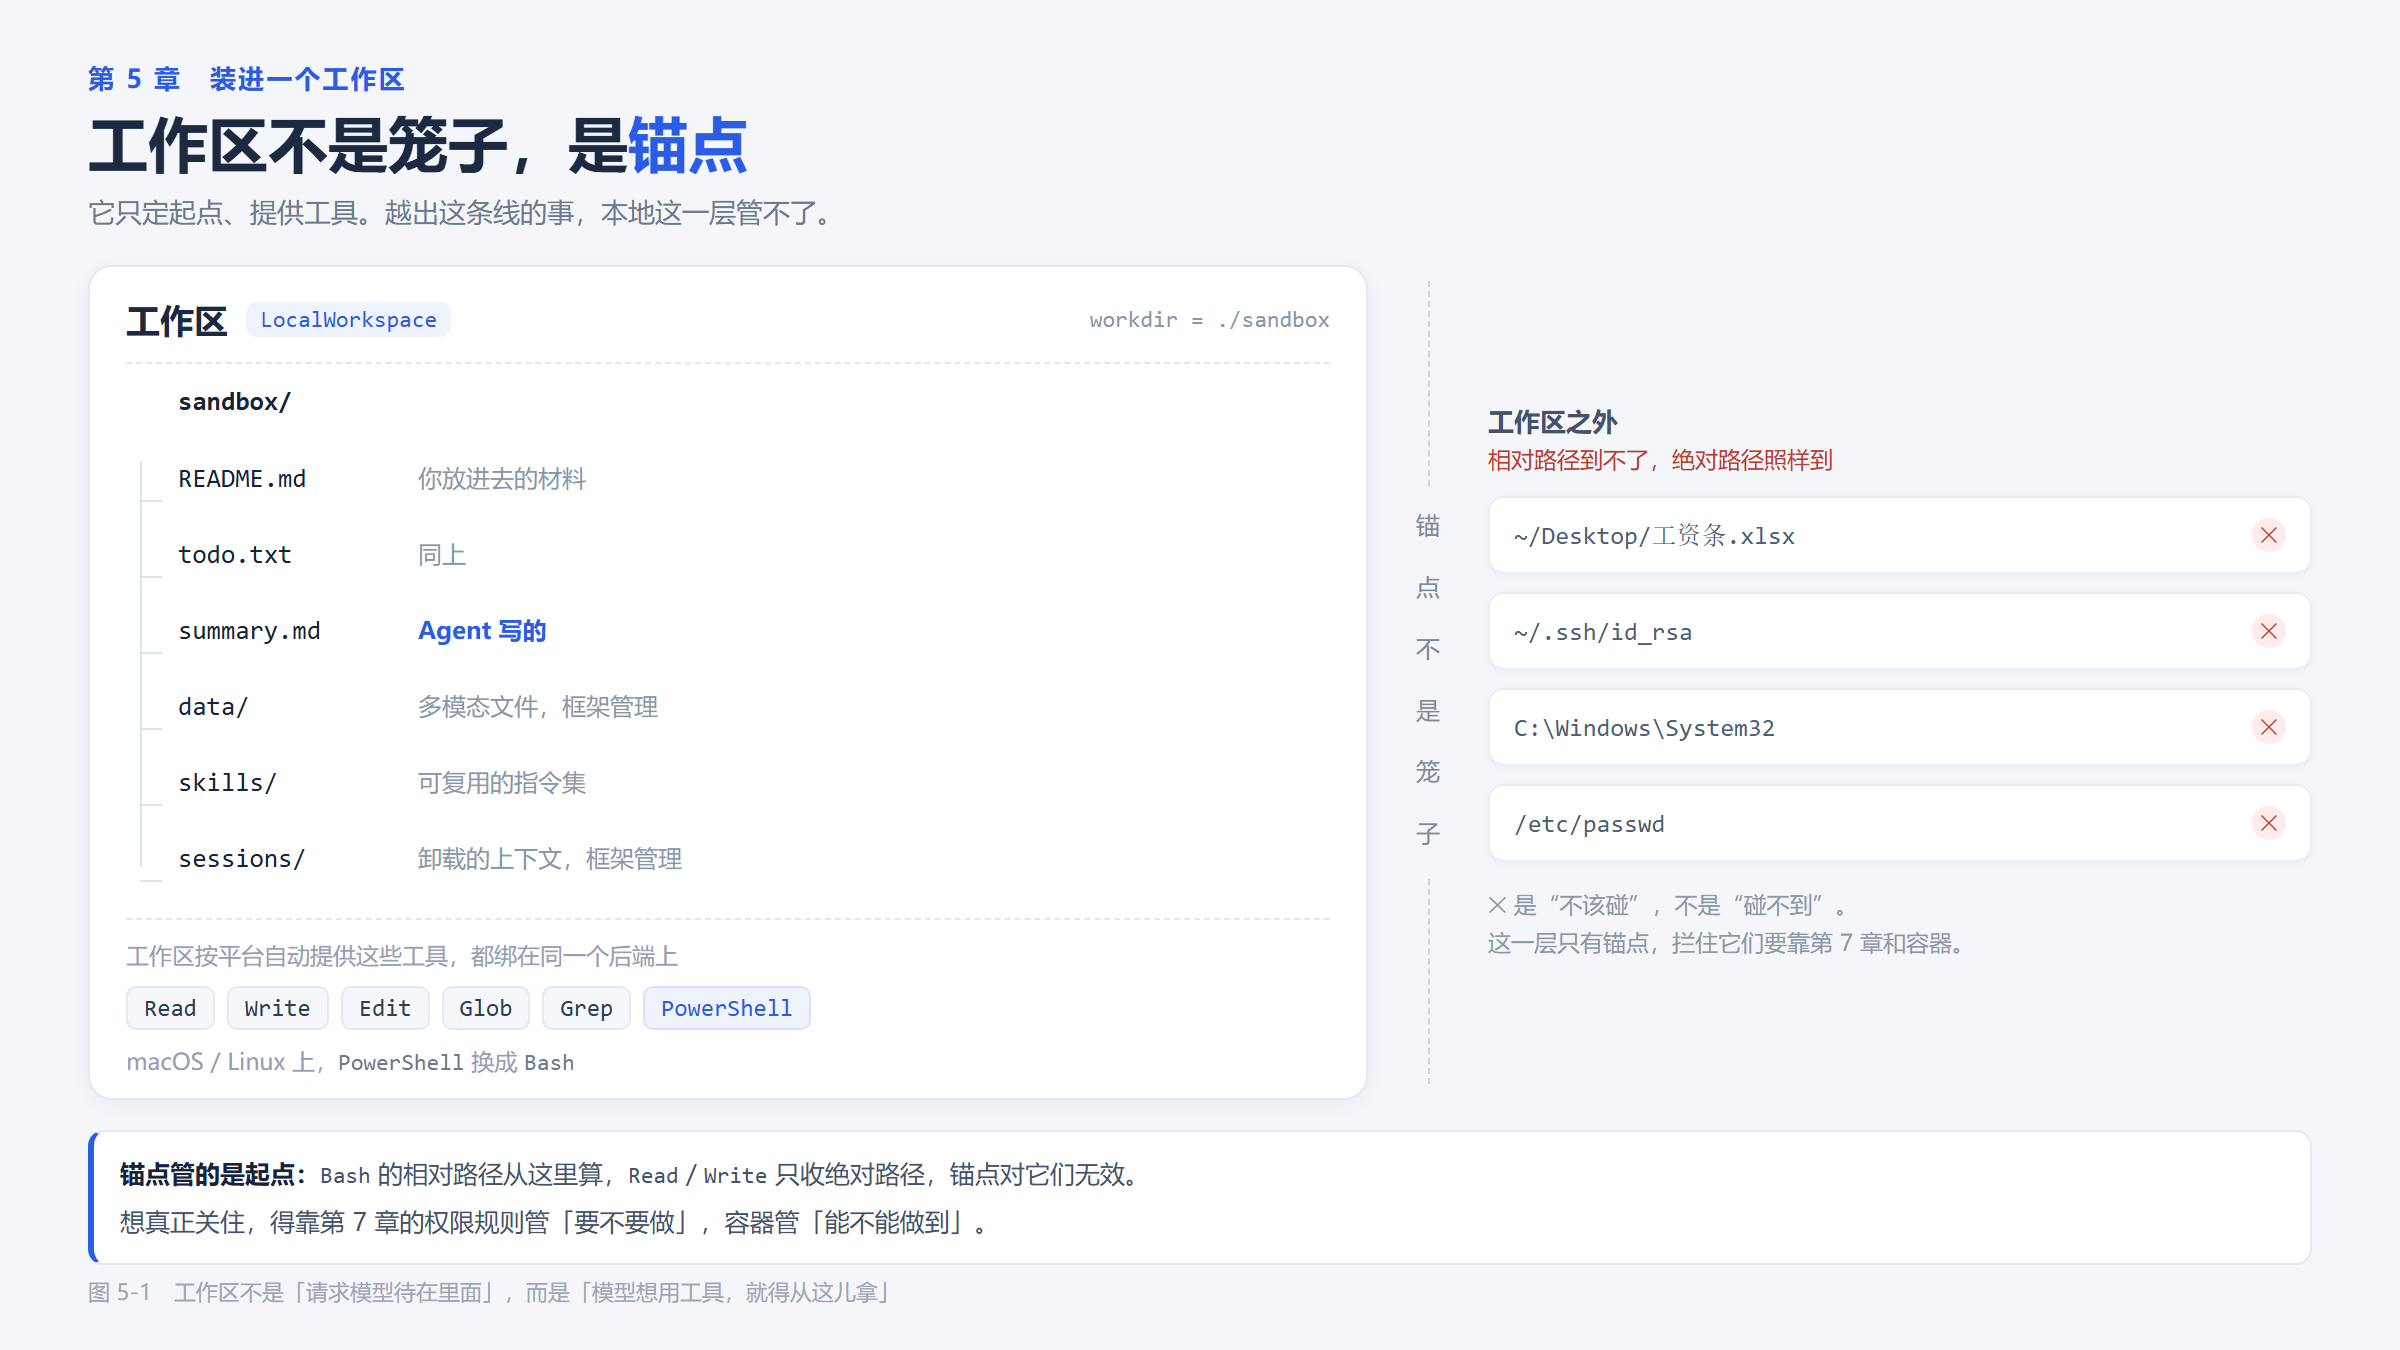 第 5 章 装进一个工作区
工作区不是笼子，是锚点
它只定起点、提供工具。越出这条线的事，本地这一层管不了。
工作区 LocalWorkspace workdir = ./sandbox
sandbox/
README.md 你放进去的材料
todo.txt 同上
summary.md Agent 写的
data/ 多模态文件，框架管理
skills/ 可复用的指令集
sessions/ 卸载的上下文，框架管理
工作区按平台自动提供这些工具，都绑在同一个后端上
Read Write Edit Glob Grep PowerShell
macOS / Linux 上，PowerShell 换成 Bash
锚
点
不
是
笼
子
工作区之外
相对路径到不了，绝对路径照样到
~/Desktop/工资条.xlsx
~/.ssh/id_rsa
C:\Windows\System32
/etc/passwd
× 是“不该碰”，不是“碰不到”。
这一层只有锚点，拦住它们要靠第 7 章和容器。
锚点管的是起点：Bash 的相对路径从这里算，Read / Write 只收绝对路径，锚点对它们无效。
想真正关住，得靠第 7 章的权限规则管「要不要做」，容器管「能不能做到」。
图 5-1 工作区不是「请求模型待在里面」，而是「模型想用工具，就得从这儿拿」